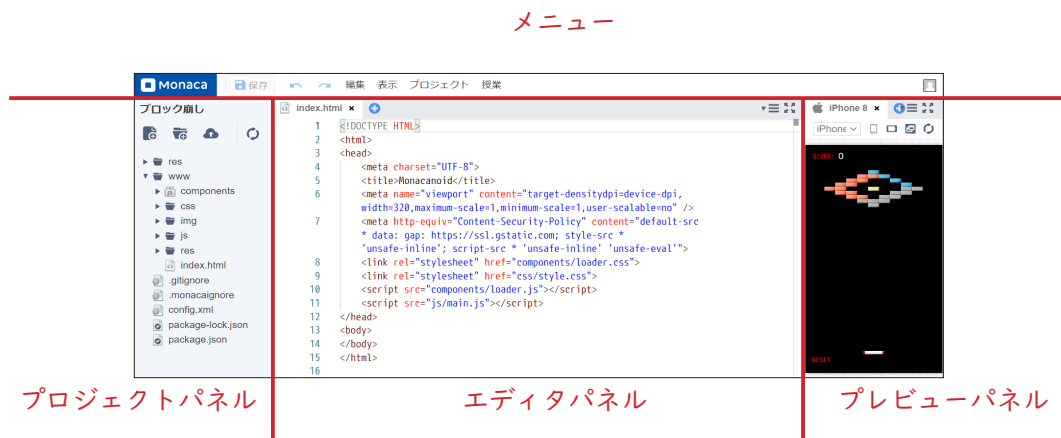 メニュー
Monaca 保存 編集 表示 プロジェクト 授業
ブロック崩し
res
www
components
css
img
js
res
index.html
.gitignore
.monacaignore
config.xml
package-lock.json
package.json
index.html ×
1 <!DOCTYPE HTML>
2 <html>
3 <head>
4 <meta charset="UTF-8">
5 <title>Monacanoid</title>
6 <meta name="viewport" content="target-densitydpi=device-dpi,
width=320,maximum-scale=1,minimum-scale=1,user-scalable=no" />
7 <meta http-equiv="Content-Security-Policy" content="default-src
* data: gap: https://ssl.gstatic.com; style-src *
'unsafe-inline'; script-src * 'unsafe-inline' 'unsafe-eval'">
8 <link rel="stylesheet" href="components/loader.css">
9 <link rel="stylesheet" href="css/style.css">
10 <script src="components/loader.js"></script>
11 <script src="js/main.js"></script>
12 </head>
13 <body>
14 </body>
15 </html>
16
iPhone 8 ×
iPhone
SCORE: 0
RESET
プロジェクトパネル
エディタパネル
プレビューパネル